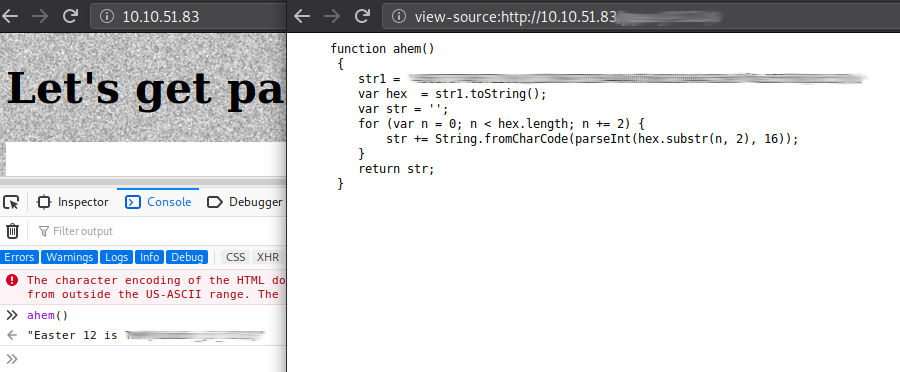 10.10.51.83
Let's get pa
Inspector Console Debugger
Filter output
Errors Warnings Logs Info Debug CSS XHR
The character encoding of the HTML do
from outside the US-ASCII range. The
ahem()
"Easter 12 is
view-source:http://10.10.51.83
function ahem()
{
str1 =
var hex  = str1.toString();
var str = '';
for (var n = 0; n < hex.length; n += 2) {
str += String.fromCharCode(parseInt(hex.substr(n, 2), 16));
}
return str;
}